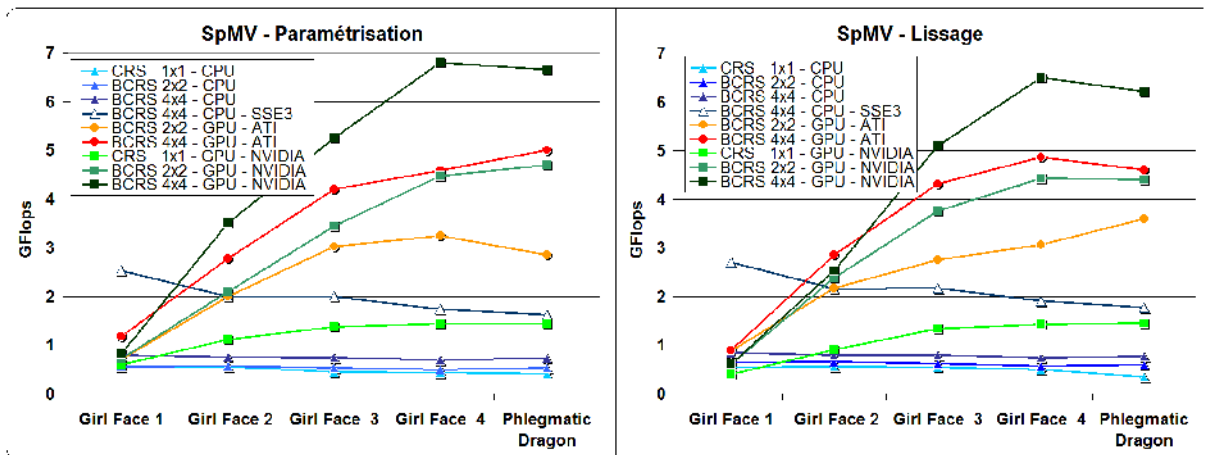 SpMV - Paramétrisation
7
6
5
4
3
2
1
0
GFlops
CRS 1x1 - CPU
BCRS 2x2 - CPU
BCRS 4x4 - CPU
BCRS 4x4 - CPU - SSE3
BCRS 2x2 - GPU - ATI
BCRS 4x4 - GPU - ATI
CRS 1x1 - GPU - NVIDIA
BCRS 2x2 - GPU - NVIDIA
BCRS 4x4 - GPU - NVIDIA
Girl Face 1 Girl Face 2 Girl Face 3 Girl Face 4 Phlegmatic
Dragon
SpMV - Lissage
7
6
5
4
3
2
1
0
GFlops
CRS 1x1 - CPU
BCRS 2x2 - CPU
BCRS 4x4 - CPU
BCRS 4x4 - CPU - SSE3
BCRS 2x2 - GPU - ATI
BCRS 4x4 - GPU - ATI
CRS 1x1 - GPU - NVIDIA
BCRS 2x2 - GPU - NVIDIA
BCRS 4x4 - GPU - NVIDIA
Girl Face 1 Girl Face 2 Girl Face 3 Girl Face 4 Phlegmatic
Dragon